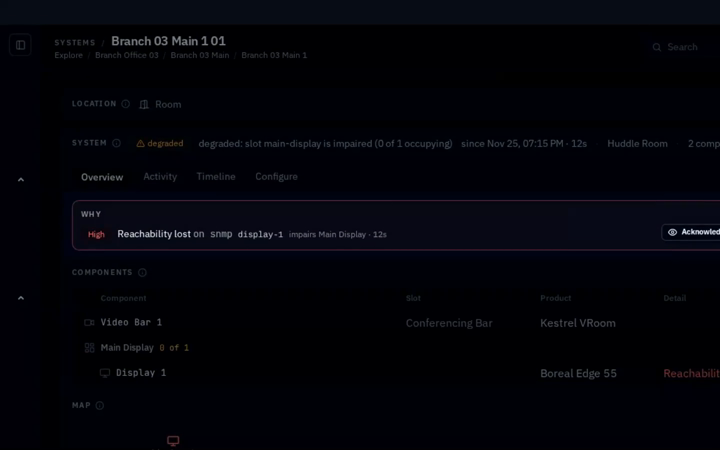 SYSTEMS / Branch 03 Main 1 01
Search
Explore / Branch Office 03 / Branch 03 Main / Branch 03 Main 1
LOCATION Room
SYSTEM degraded degraded: slot main-display is impaired (0 of 1 occupying) since Nov 25, 07:15 PM · 12s Huddle Room 2 comp
Overview Activity Timeline Configure
WHY
High Reachability lost on snmp display-1 impairs Main Display · 12s Acknowled
COMPONENTS
Component Slot Product Detail
Video Bar 1 Conferencing Bar Kestrel VRoom
Main Display 0 of 1
Display 1 Boreal Edge 55 Reachabilit
MAP